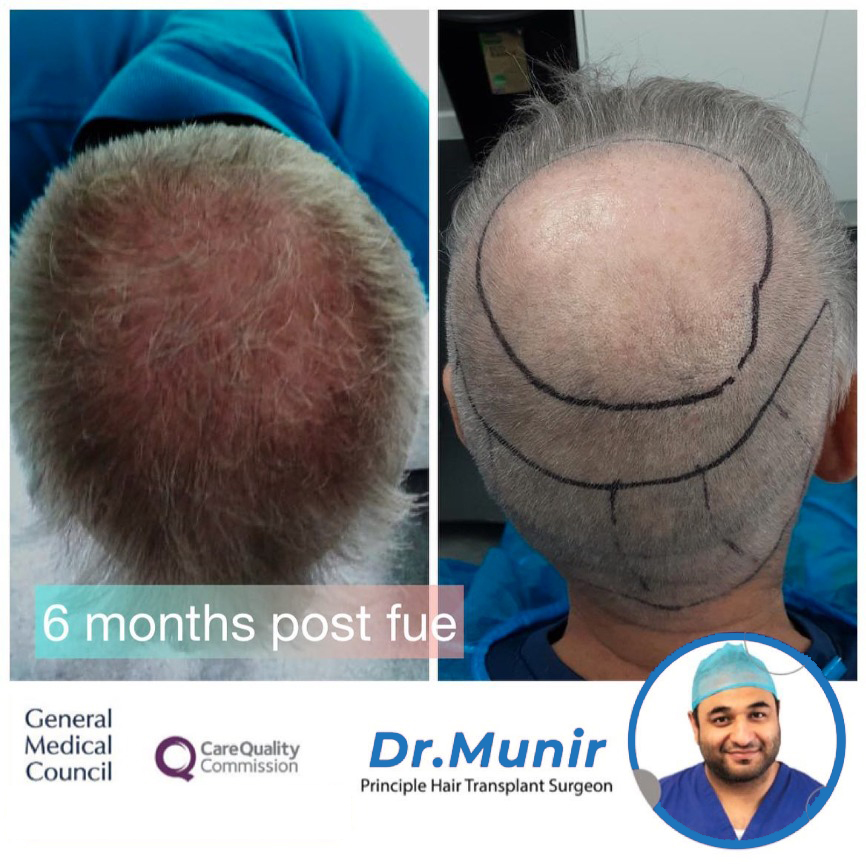 6 months post fue
General
Medical
Council
CareQuality
Commission
Dr.Munir
Principle Hair Transplant Surgeon